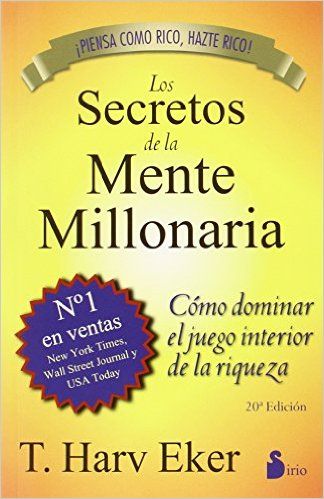 ¡PIENSA COMO RICO, HAZTE RICO!
Los
Secretos
de la
Mente
Millonaria
Nº1
en ventas
New York Times,
Wall Street Journal y
USA Today
Cómo dominar
el juego interior
de la riqueza
20ª Edición
T. Harv Eker
Sirio